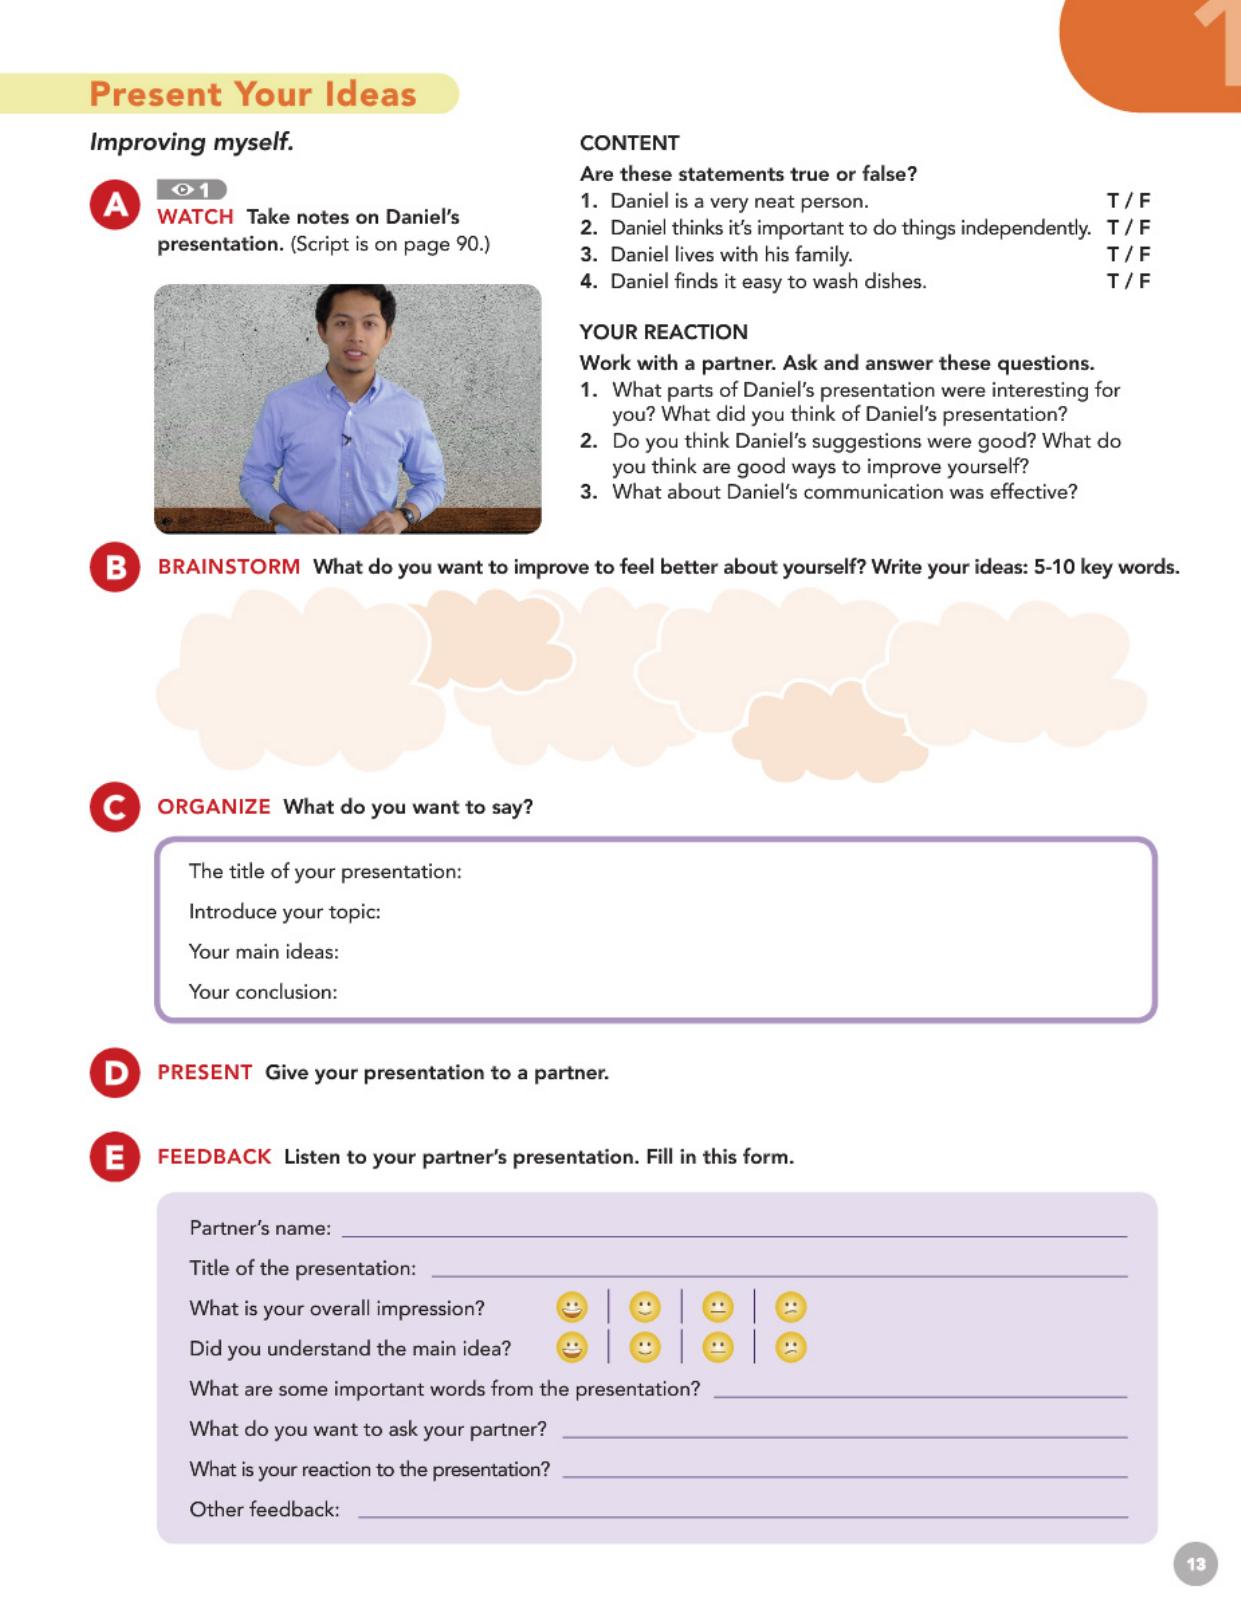 1
Present Your Ideas
Improving myself.
A
1
WATCH Take notes on Daniel's
presentation. (Script is on page 90.)
CONTENT
Are these statements true or false?
1. Daniel is a very neat person. T / F
2. Daniel thinks it's important to do things independently. T / F
3. Daniel lives with his family. T / F
4. Daniel finds it easy to wash dishes. T / F
YOUR REACTION
Work with a partner. Ask and answer these questions.
1. What parts of Daniel's presentation were interesting for
you? What did you think of Daniel's presentation?
2. Do you think Daniel's suggestions were good? What do
you think are good ways to improve yourself?
3. What about Daniel's communication was effective?
B
BRAINSTORM What do you want to improve to feel better about yourself? Write your ideas: 5-10 key words.
C
ORGANIZE What do you want to say?
The title of your presentation:
Introduce your topic:
Your main ideas:
Your conclusion:
D
PRESENT Give your presentation to a partner.
E
FEEDBACK Listen to your partner's presentation. Fill in this form.
Partner's name:
Title of the presentation:
What is your overall impression?
Did you understand the main idea?
What are some important words from the presentation?
What do you want to ask your partner?
What is your reaction to the presentation?
Other feedback:
13